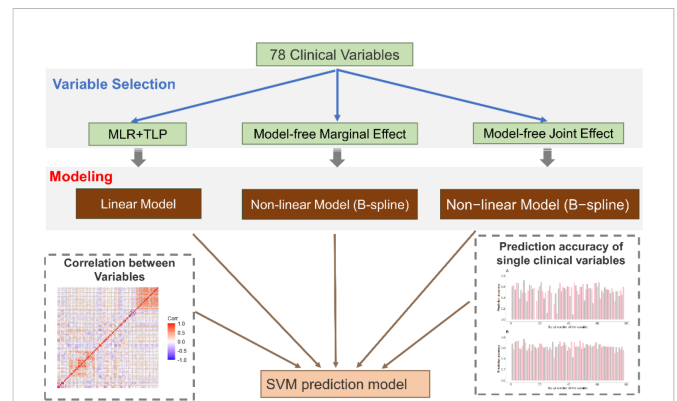 78 Clinical Variables
Variable Selection
MLR+TLP
Model-free Marginal Effect
Model-free Joint Effect
Modeling
Linear Model
Non-linear Model (B-spline)
Non−linear Model (B−spline)
Correlation between
Variables
Corr
1.0
0.5
0.0
-0.5
-1.0
Prediction accuracy of
single clinical variables
A
B
SVM prediction model